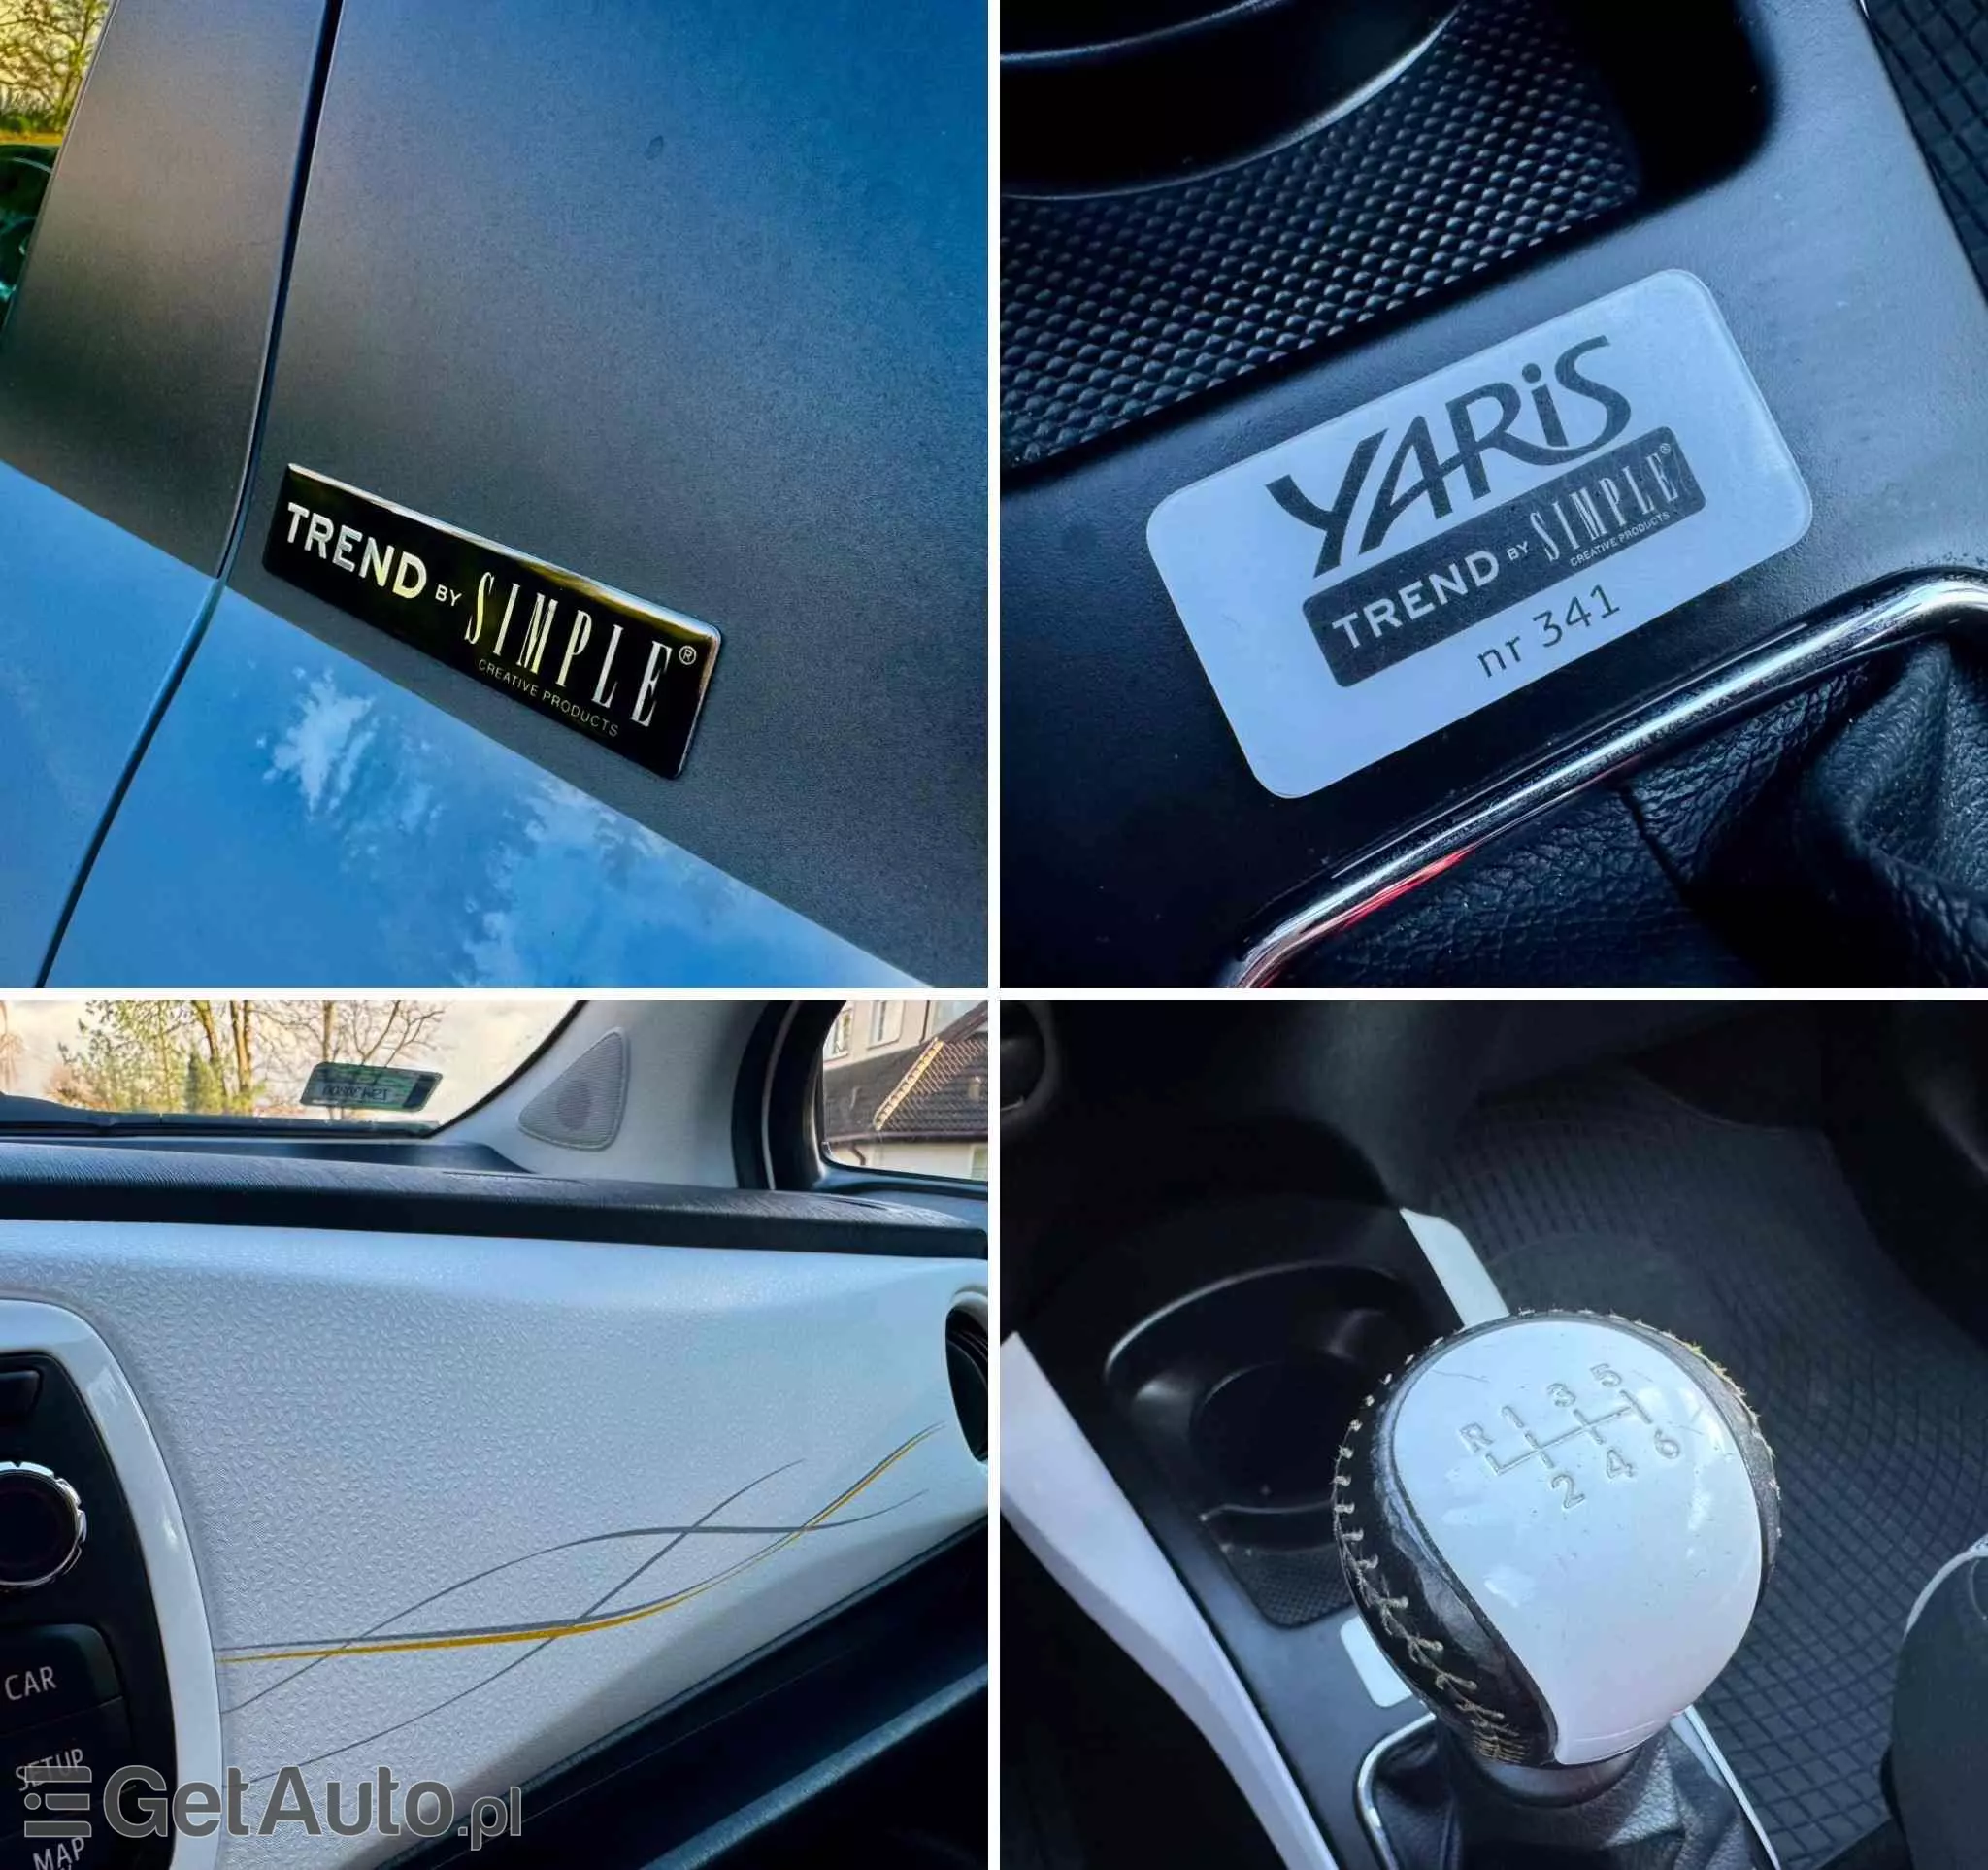 TREND BY SIMPLE®
CREATIVE PRODUCTS
YARiS
TREND BY SIMPLE®
CREATIVE PRODUCTS
nr 341
CAR
SETUP
MAP
GetAuto.pl
R 1 3 5
2 4 6